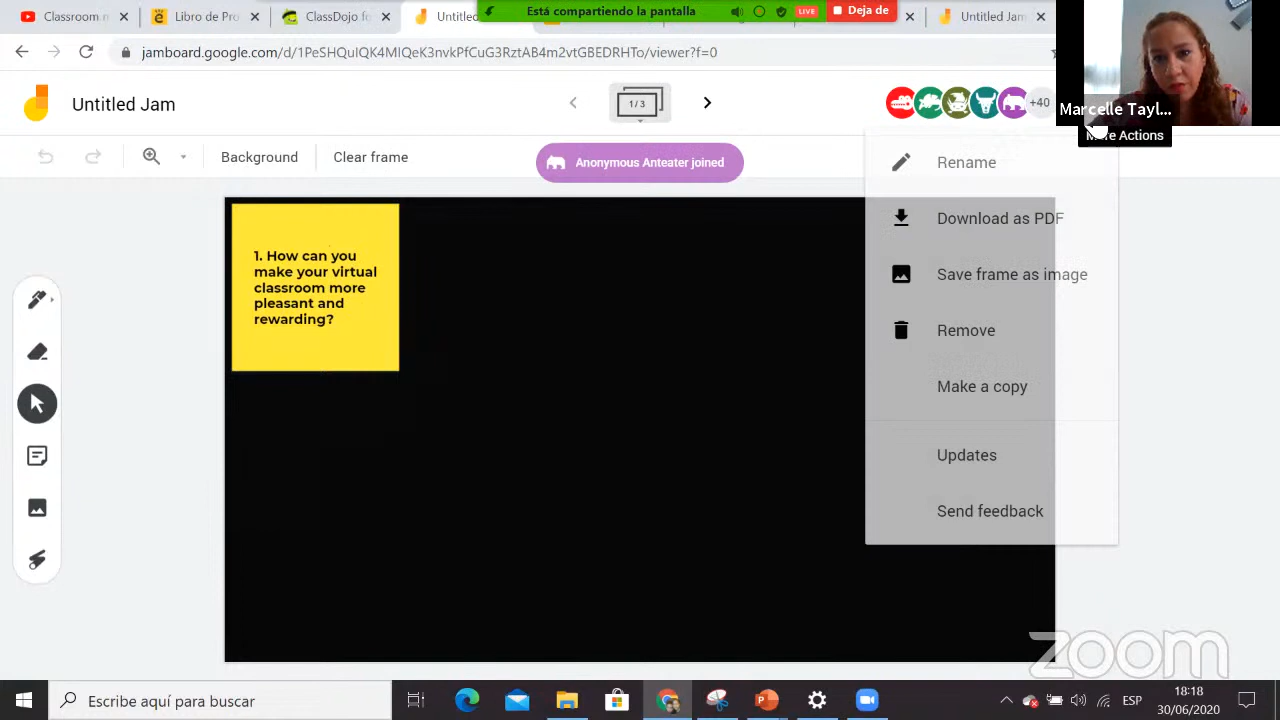 Classroom
Libro de Pro
ClassDojo f
Untitled
Está compartiendo la pantalla
LIVE
Deja de
Untitled Jam
jamboard.google.com/d/1PeSHQuIQK4MIQeK3nvkPfCuG3RztAB4m2vtGBEDRHTo/viewer?f=0
Untitled Jam
1 / 3
+40
Marcelle Tayl...
More Actions
Background
Clear frame
Anonymous Anteater joined
Rename
Download as PDF
Save frame as image
Remove
Make a copy
Updates
Send feedback
1. How can you
make your virtual
classroom more
pleasant and
rewarding?
zoom
Escribe aquí para buscar
ESP
18:18
30/06/2020